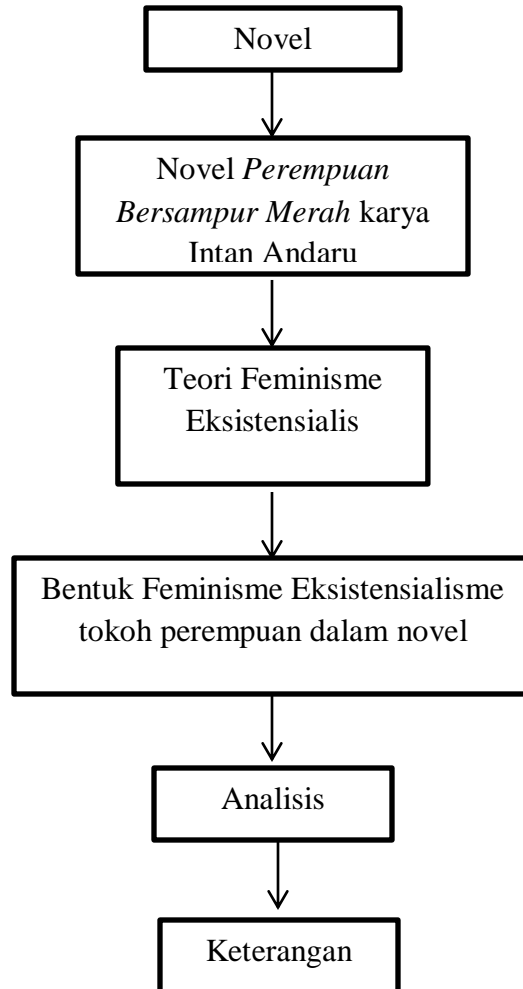 Novel
Novel Perempuan
Bersampur Merah karya
Intan Andaru
Teori Feminisme
Eksistensialis
Bentuk Feminisme Eksistensialisme
tokoh perempuan dalam novel
Analisis
Keterangan